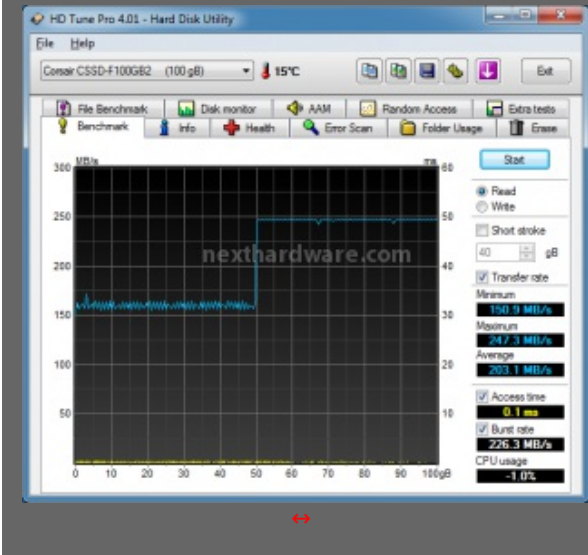 HD Tune Pro 4.01 - Hard Disk Utility
File Help
Corsair CSSD-F100GB2 (100 gB) 15°C Exit
File Benchmark Disk monitor AAM Random Access Extra tests
Benchmark Info Health Error Scan Folder Usage Erase
MB/s ms
300 60
250 50
200 40
150 30
100 20
50 10
0 10 20 30 40 50 60 70 80 90 100gB
nexthardware.com
Start
Read
Write
Short stroke
40 gB
Transfer rate
Minimum
150.9 MB/s
Maximum
247.3 MB/s
Average
203.1 MB/s
Access time
0.1 ms
Burst rate
226.3 MB/s
CPU usage
-1.0%